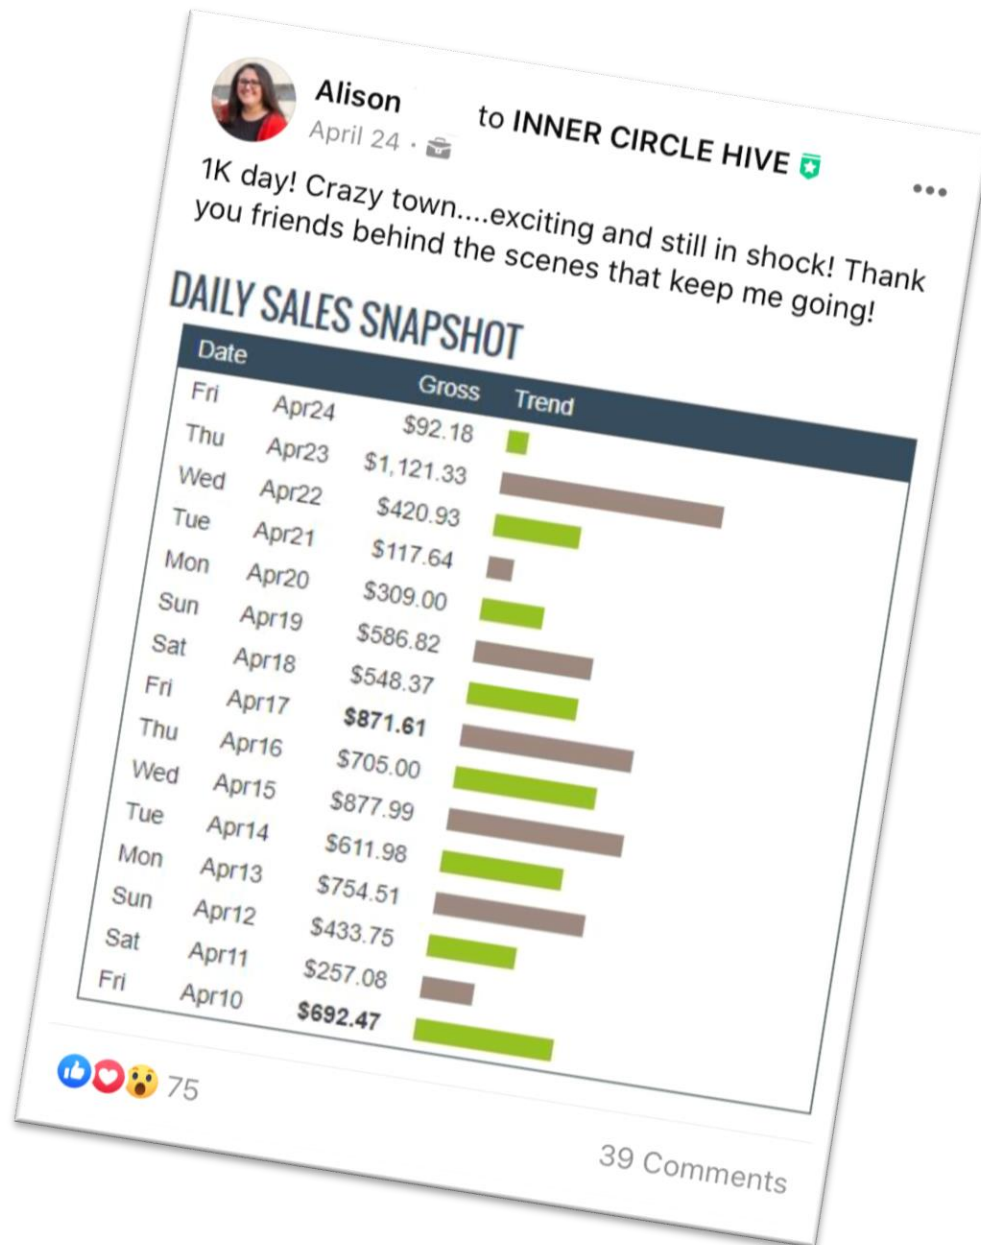 Alison to INNER CIRCLE HIVE
April 24 ·
1K day! Crazy town....exciting and still in shock! Thank
you friends behind the scenes that keep me going!
DAILY SALES SNAPSHOT
Date Gross Trend
Fri Apr24 $92.18
Thu Apr23 $1,121.33
Wed Apr22 $420.93
Tue Apr21 $117.64
Mon Apr20 $309.00
Sun Apr19 $586.82
Sat Apr18 $548.37
Fri Apr17 $871.61
Thu Apr16 $705.00
Wed Apr15 $877.99
Tue Apr14 $611.98
Mon Apr13 $754.51
Sun Apr12 $433.75
Sat Apr11 $257.08
Fri Apr10 $692.47
75
39 Comments